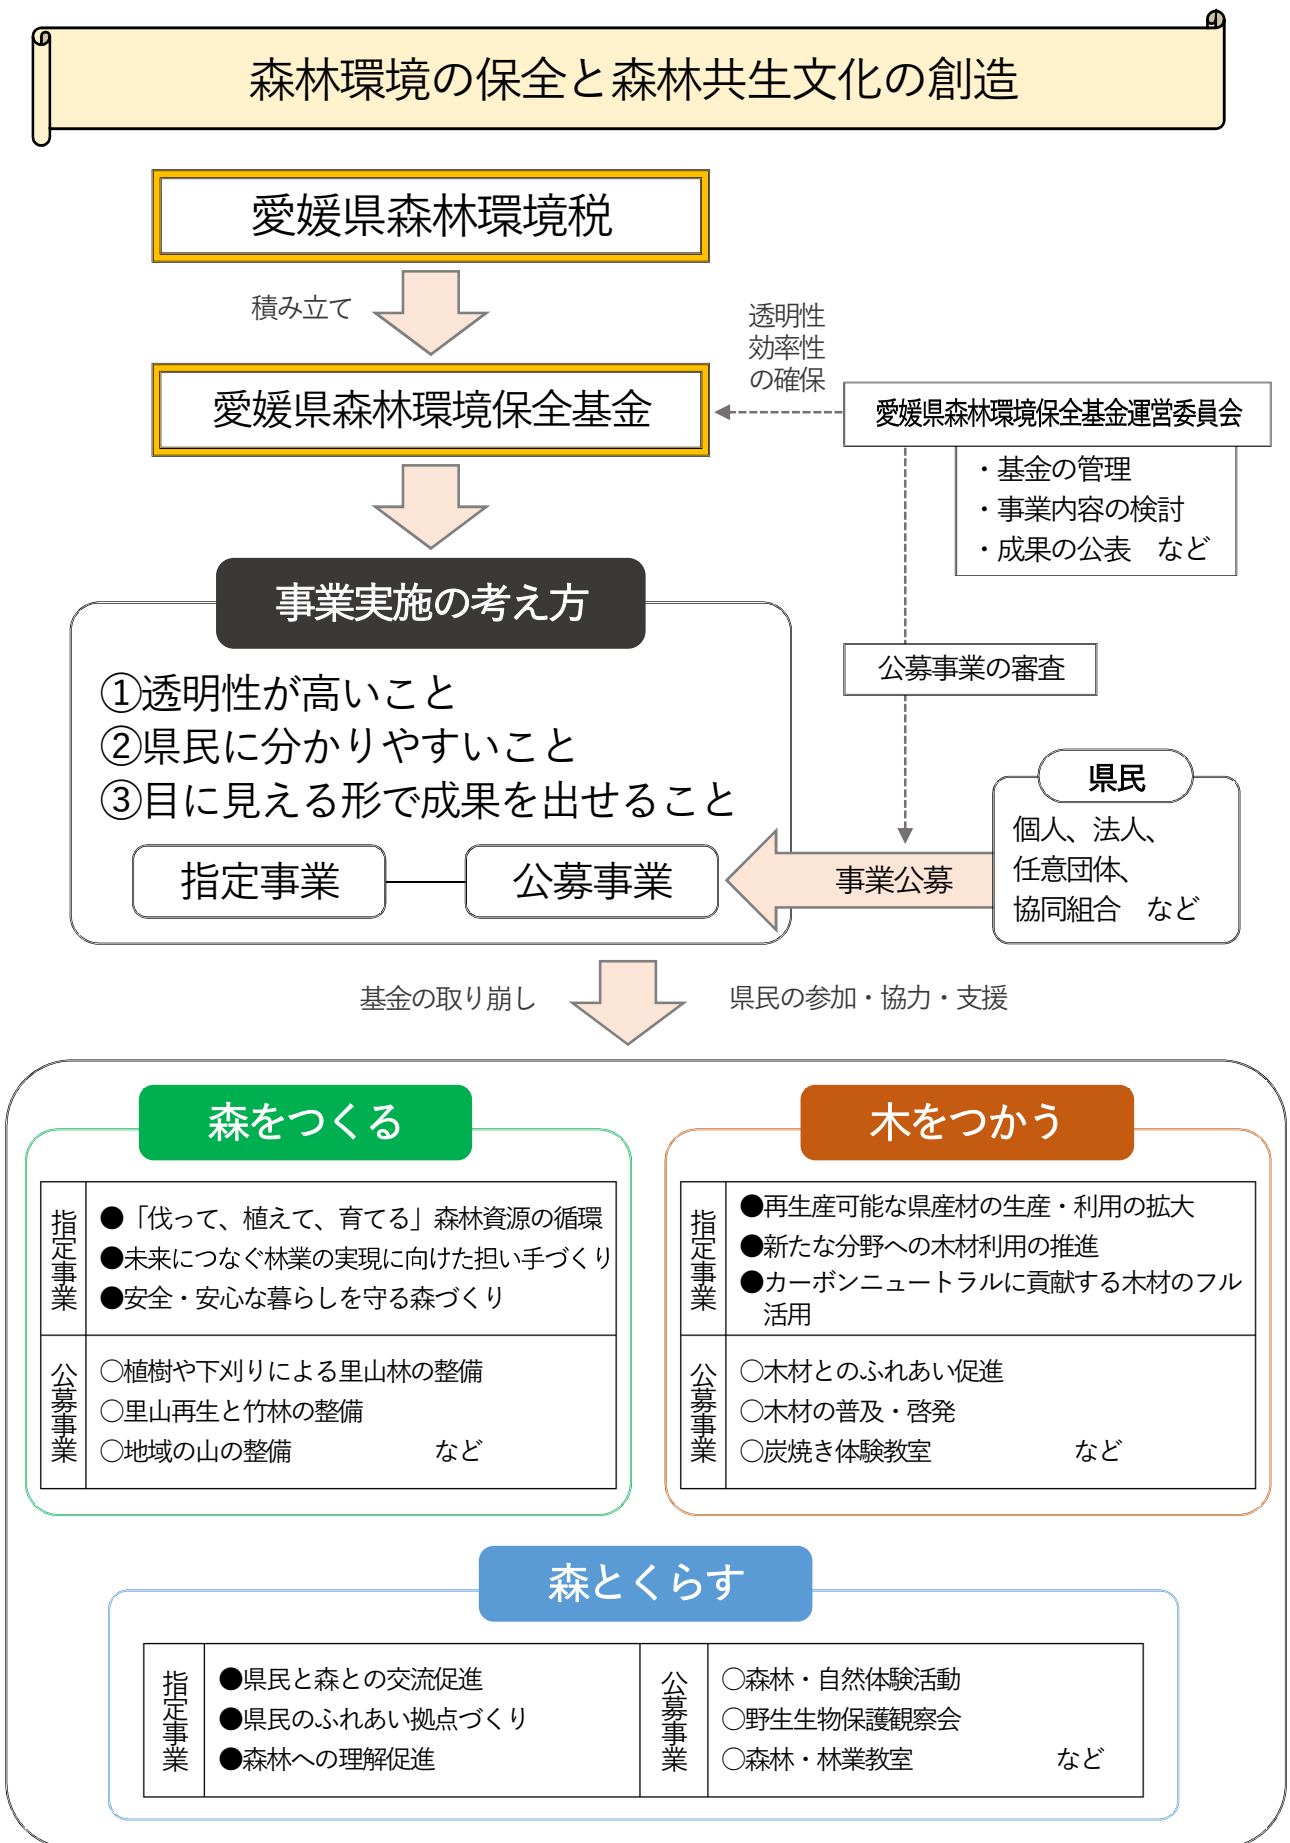 森林環境の保全と森林共生文化の創造
愛媛県森林環境税
積み立て
透明性
効率性
の確保
愛媛県森林環境保全基金
愛媛県森林環境保全基金運営委員会
・基金の管理
・事業内容の検討
・成果の公表　など
事業実施の考え方
①透明性が高いこと
②県民に分かりやすいこと
③目に見える形で成果を出せること
指定事業
公募事業
公募事業の審査
事業公募
県民
個人、法人、
任意団体、
協同組合　など
基金の取り崩し
県民の参加・協力・支援
森をつくる
指定事業
●「伐って、植えて、育てる」森林資源の循環
●未来につなぐ林業の実現に向けた担い手づくり
●安全・安心な暮らしを守る森づくり
公募事業
○植樹や下刈りによる里山林の整備
○里山再生と竹林の整備
○地域の山の整備　　　　　　など
木をつかう
指定事業
●再生産可能な県産材の生産・利用の拡大
●新たな分野への木材利用の推進
●カーボンニュートラルに貢献する木材のフル
活用
公募事業
○木材とのふれあい促進
○木材の普及・啓発
○炭焼き体験教室　　　　　　など
森とくらす
指定事業
●県民と森との交流促進
●県民のふれあい拠点づくり
●森林への理解促進
公募事業
○森林・自然体験活動
○野生生物保護観察会
○森林・林業教室　　　　　　など